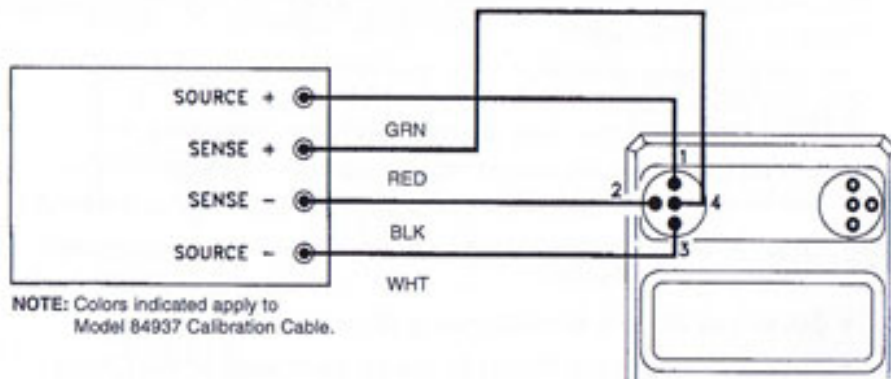 SOURCE +
GRN
SENSE +
RED
SENSE -
BLK
SOURCE -
WHT
1
2
4
3
NOTE: Colors indicated apply to
Model 84937 Calibration Cable.